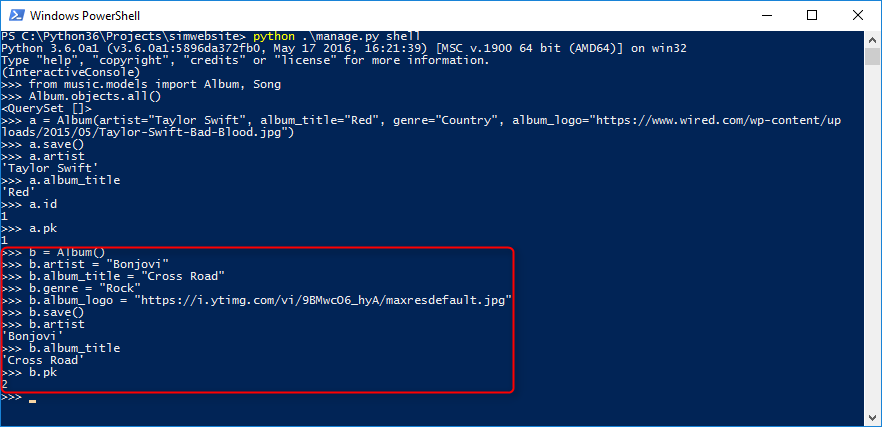 Windows PowerShell
PS C:\Python36\Projects\simwebsite> python .\manage.py shell
Python 3.6.0a1 (v3.6.0a1:5896da372fb0, May 17 2016, 16:21:39) [MSC v.1900 64 bit (AMD64)] on win32
Type "help", "copyright", "credits" or "license" for more information.
(InteractiveConsole)
>>> from music.models import Album, Song
>>> Album.objects.all()
<QuerySet []>
>>> a = Album(artist="Taylor Swift", album_title="Red", genre="Country", album_logo="https://www.wired.com/wp-content/up
loads/2015/05/Taylor-Swift-Bad-Blood.jpg")
>>> a.save()
>>> a.artist
'Taylor Swift'
>>> a.album_title
'Red'
>>> a.id
1
>>> a.pk
1
>>> b = Album()
>>> b.artist = "Bonjovi"
>>> b.album_title = "Cross Road"
>>> b.genre = "Rock"
>>> b.album_logo = "https://i.ytimg.com/vi/9BMwcO6_hyA/maxresdefault.jpg"
>>> b.save()
>>> b.artist
'Bonjovi'
>>> b.album_title
'Cross Road'
>>> b.pk
2
>>>